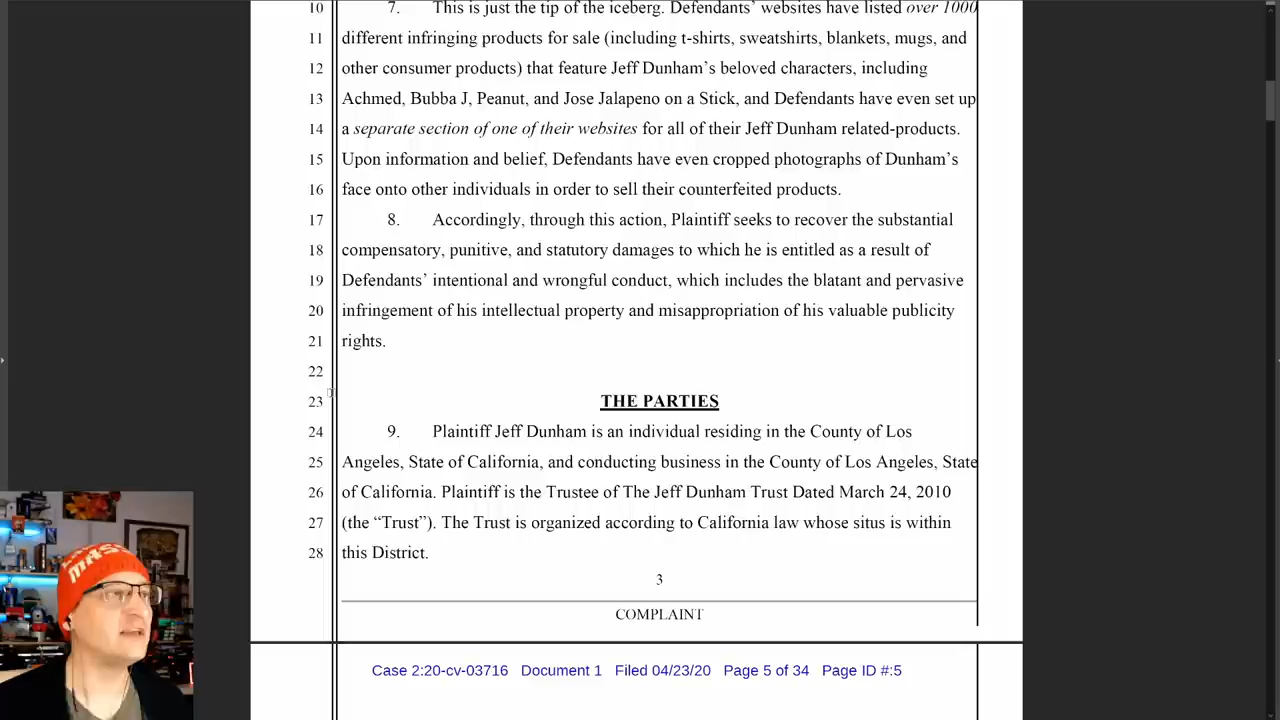 10 7. This is just the tip of the iceberg. Defendants' websites have listed over 1000
11 different infringing products for sale (including t-shirts, sweatshirts, blankets, mugs, and
12 other consumer products) that feature Jeff Dunham's beloved characters, including
13 Achmed, Bubba J, Peanut, and Jose Jalapeno on a Stick, and Defendants have even set up
14 a separate section of one of their websites for all of their Jeff Dunham related-products.
15 Upon information and belief, Defendants have even cropped photographs of Dunham's
16 face onto other individuals in order to sell their counterfeited products.
17 8. Accordingly, through this action, Plaintiff seeks to recover the substantial
18 compensatory, punitive, and statutory damages to which he is entitled as a result of
19 Defendants' intentional and wrongful conduct, which includes the blatant and pervasive
20 infringement of his intellectual property and misappropriation of his valuable publicity
21 rights.
22
23 THE PARTIES
24 9. Plaintiff Jeff Dunham is an individual residing in the County of Los
25 Angeles, State of California, and conducting business in the County of Los Angeles, State
26 of California. Plaintiff is the Trustee of The Jeff Dunham Trust Dated March 24, 2010
27 (the “Trust”). The Trust is organized according to California law whose situs is within
28 this District.
3
COMPLAINT
Case 2:20-cv-03716 Document 1 Filed 04/23/20 Page 5 of 34 Page ID #:5